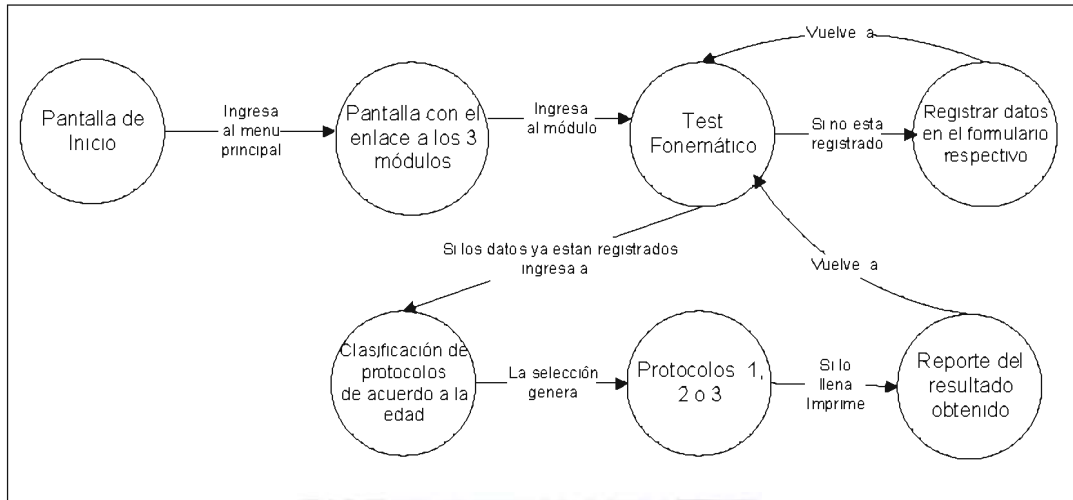 Pantalla de
Inicio
Ingresa
al menu
principal
Pantalla con el
enlace a los 3
módulos
Ingresa
al módulo
Test
Fonemático
Si no esta
registrado
Registrar datos
en el formulario
respectivo
Vuelve a
Si los datos ya estan registrados
ingresa a
Vuelve a
Clasificación de
protocolos
de acuerdo a la
edad
La selección
genera
Protocolos 1,
2 o 3
Si lo
llena
Imprime
Reporte del
resultado
obtenido